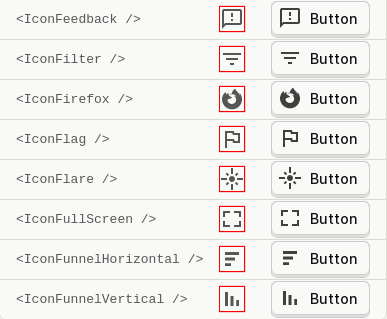 <IconFeedback /> Button
<IconFilter /> Button
<IconFirefox /> Button
<IconFlag /> Button
<IconFlare /> Button
<IconFullScreen /> Button
<IconFunnelHorizontal /> Button
<IconFunnelVertical /> Button